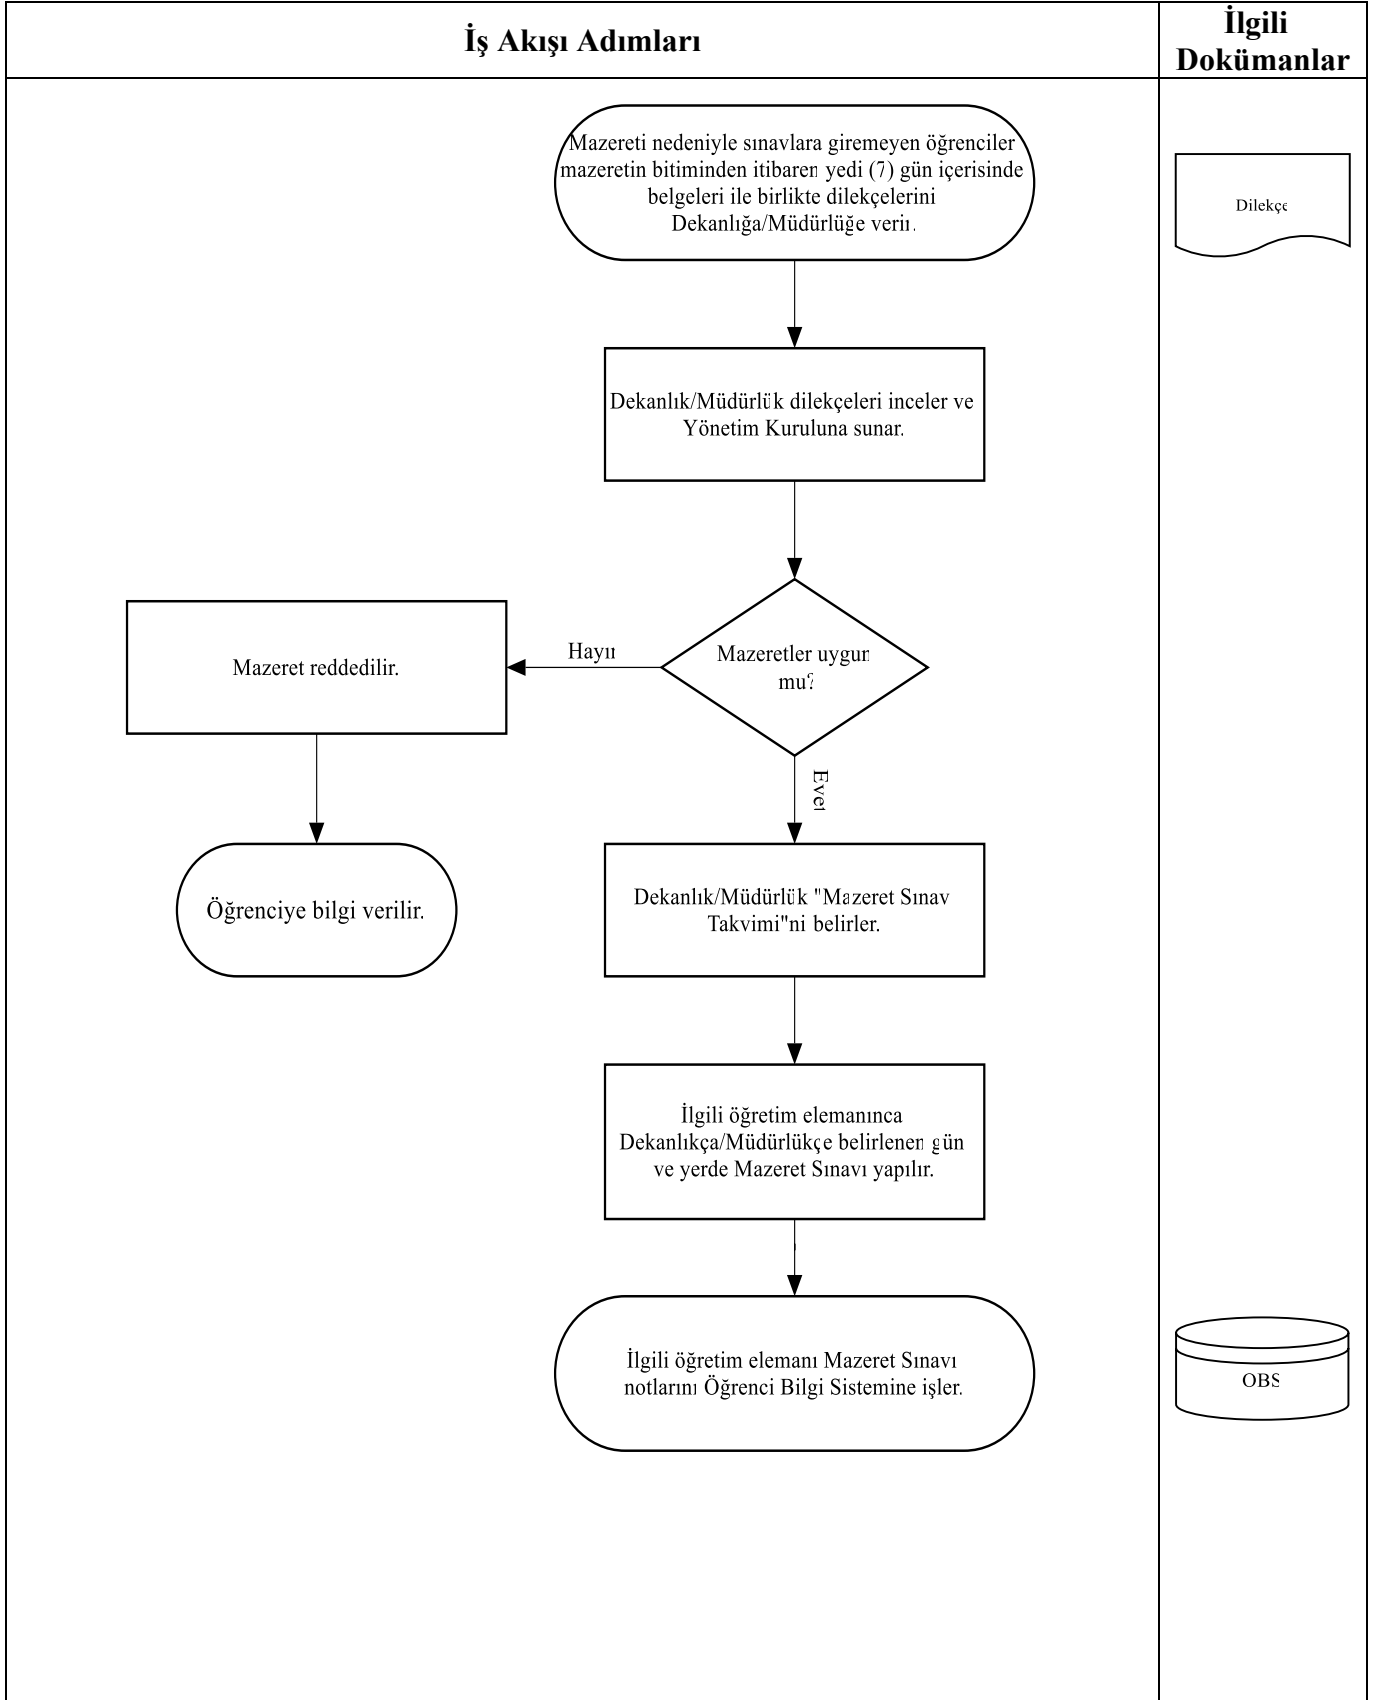 İş Akışı Adımları
İlgili
Dokümanlar
Mazereti nedeniyle sınavlara giremeyen öğrenciler
mazeretin bitiminden itibaren yedi (7) gün içerisinde
belgeleri ile birlikte dilekçelerini
Dekanlığa/Müdürlüğe verir.
Dilekçe
Dekanlık/Müdürlük dilekçeleri inceler ve
Yönetim Kuruluna sunar.
Mazeretler uygun
mu?
Hayır
Mazeret reddedilir.
Evet
Öğrenciye bilgi verilir.
Dekanlık/Müdürlük "Mazeret Sınav
Takvimi"ni belirler.
İlgili öğretim elemanınca
Dekanlıkça/Müdürlükçe belirlenen gün
ve yerde Mazeret Sınavı yapılır.
İlgili öğretim elemanı Mazeret Sınavı
notlarını Öğrenci Bilgi Sistemine işler.
OBS